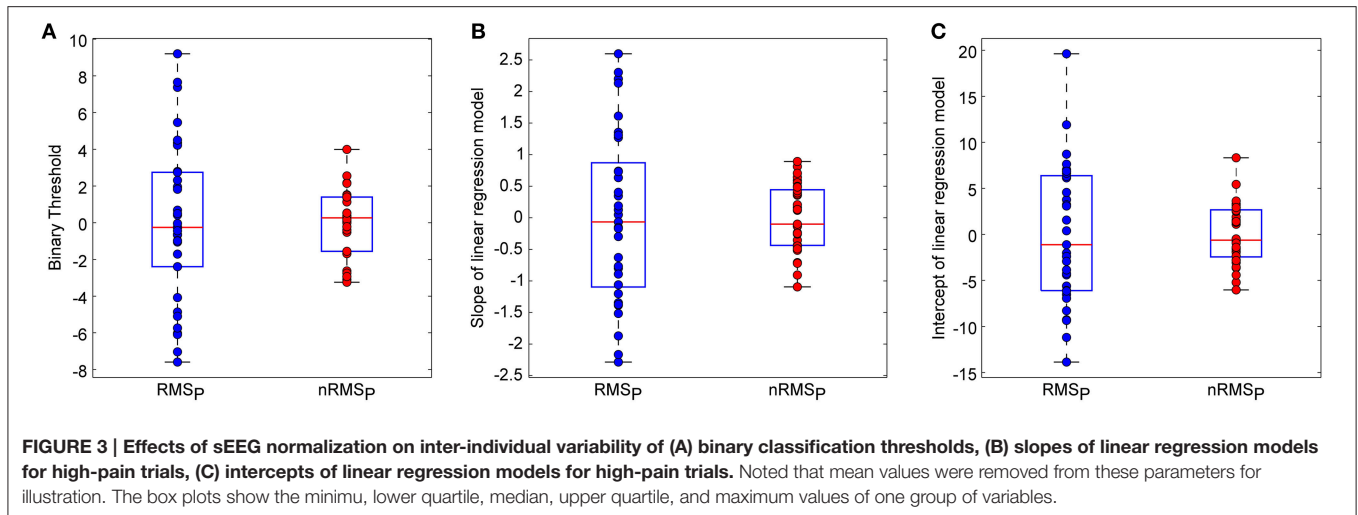 A
10
8
6
4
2
0
-2
-4
-6
-8
Binary Threshold
RMSP
nRMSP
B
2.5
2
1.5
1
0.5
0
-0.5
-1
-1.5
-2
-2.5
Slope of linear regression model
RMSP
nRMSP
C
20
15
10
5
0
-5
-10
-15
Intercept of linear regression model
RMSP
nRMSP
FIGURE 3 | Effects of sEEG normalization on inter-individual variability of (A) binary classification thresholds, (B) slopes of linear regression models
for high-pain trials, (C) intercepts of linear regression models for high-pain trials. Noted that mean values were removed from these parameters for
illustration. The box plots show the minimu, lower quartile, median, upper quartile, and maximum values of one group of variables.